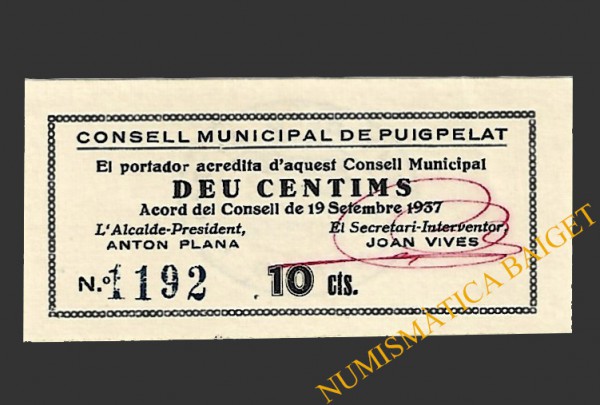 CONSELL MUNICIPAL DE PUIGPELAT
El portador acredita d'aquest Consell Municipal
DEU CENTIMS
Acord del Consell de 19 Setembre 1937
L'Alcalde-President, El Secretari-Interventor
ANTON PLANA JOAN VIVES
N.º 1192 10 cts.
NUMISMATICA BAIGET